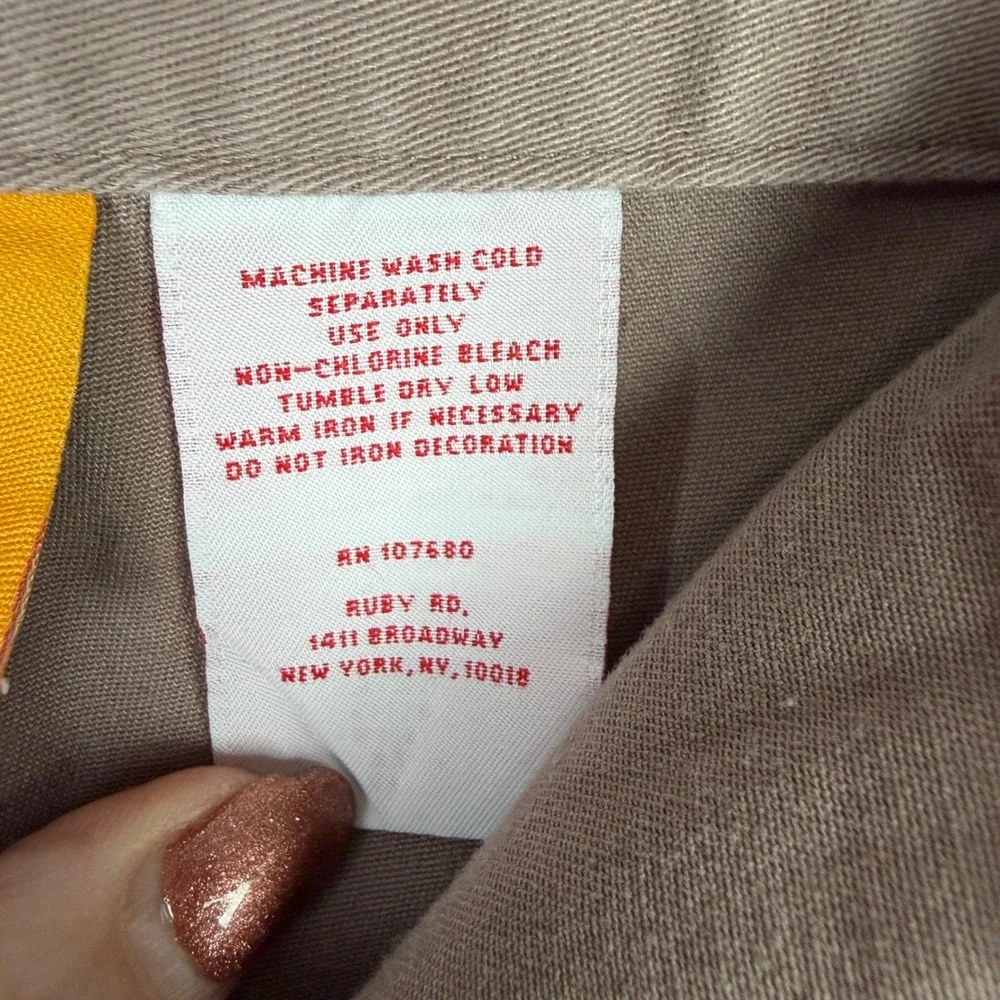 MACHINE WASH COLD
SEPARATELY
USE ONLY
NON-CHLORINE BLEACH
TUMBLE DRY LOW
WARM IRON IF NECESSARY
DO NOT IRON DECORATION
RN 107680
RUBY RD.
1411 BROADWAY
NEW YORK, NY, 10018